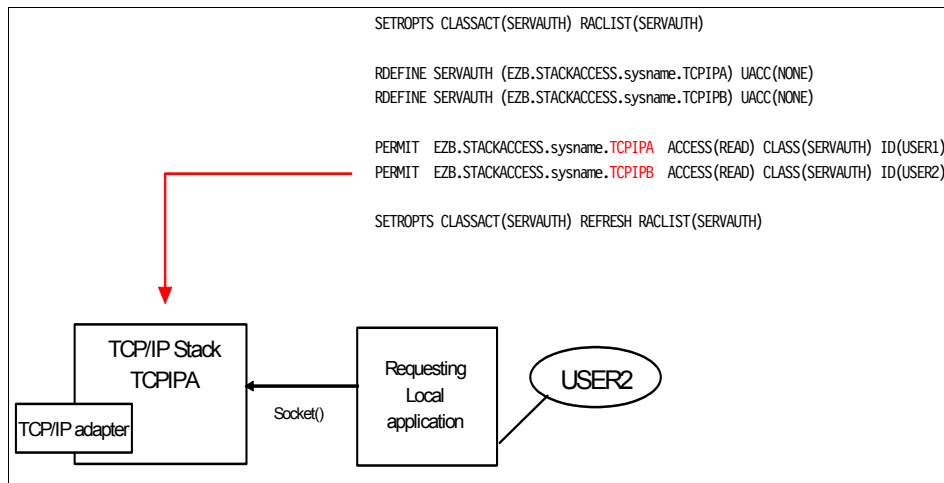 SETROPTS CLASSACT(SERVAUTH) RACLIST(SERVAUTH)
RDEFINE SERVAUTH (EZB.STACKACCESS.sysname.TCPIPA) UACC(NONE)
RDEFINE SERVAUTH (EZB.STACKACCESS.sysname.TCPIPB) UACC(NONE)
PERMIT EZB.STACKACCESS.sysname.TCPIPA ACCESS(READ) CLASS(SERVAUTH) ID(USER1)
PERMIT EZB.STACKACCESS.sysname.TCPIPB ACCESS(READ) CLASS(SERVAUTH) ID(USER2)
SETROPTS CLASSACT(SERVAUTH) REFRESH RACLIST(SERVAUTH)
TCP/IP Stack
TCPIPA
TCP/IP adapter
Socket()
Requesting
Local
application
USER2